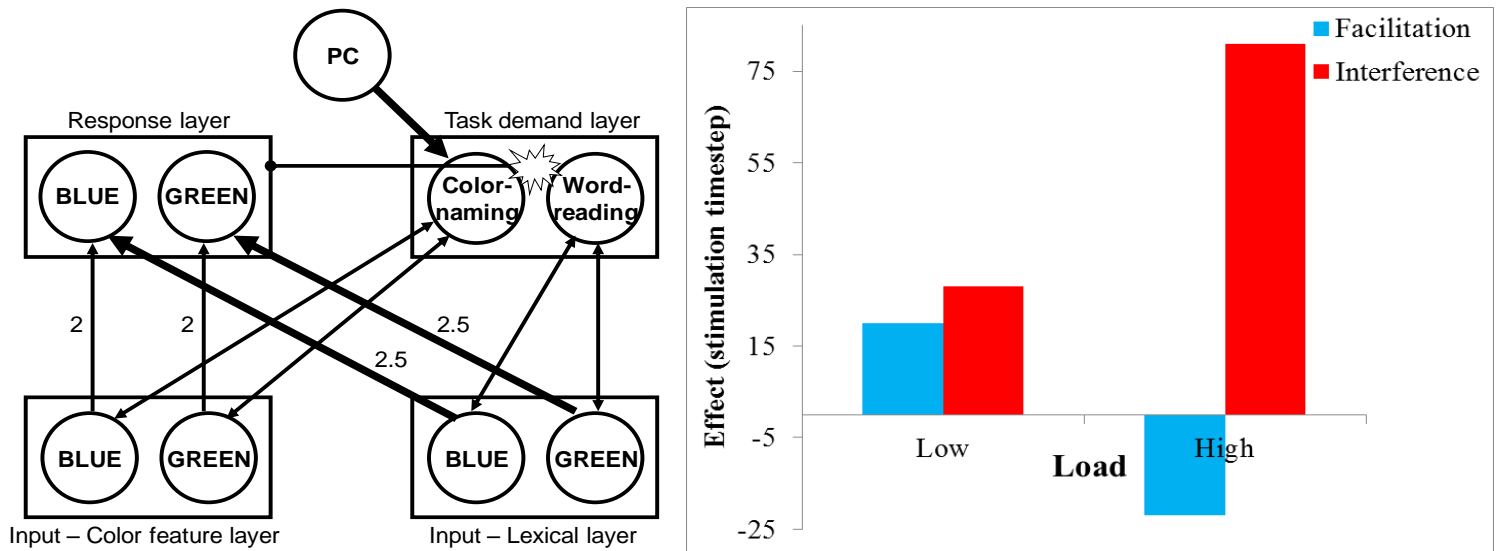 PC
Response layer
Task demand layer
BLUE
GREEN
Color-
naming
Word-
reading
2
2
2.5
2.5
BLUE
GREEN
BLUE
GREEN
Input – Color feature layer
Input – Lexical layer
Facilitation
Interference
Effect (stimulation timestep)
75
55
35
15
-5
-25
Low
High
Load